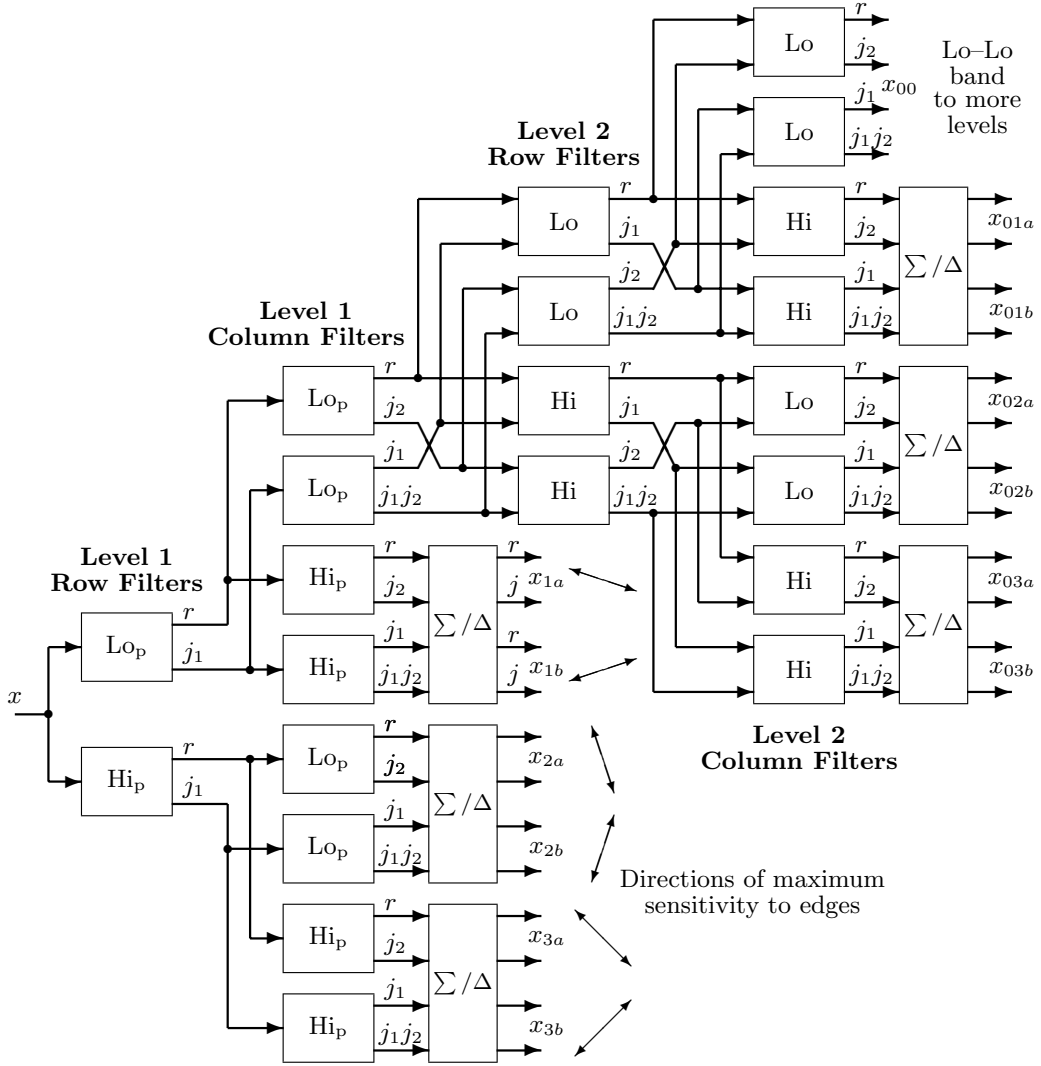 r
Lo
j₂
Lo–Lo
band
to more
levels
x₀₀
j₁
Lo
j₁j₂
Level 2
Row Filters
r
Lo
j₁
r
Hi
j₂
x₀₁ₐ
∑/Δ
j₂
Lo
j₁j₂
j₁
Hi
j₁j₂
x₀₁b
Level 1
Column Filters
r
Loₚ
j₂
r
Hi
j₁
r
Lo
j₂
x₀₂ₐ
∑/Δ
j₁
Loₚ
j₁j₂
j₂
Hi
j₁j₂
j₁
Lo
j₁j₂
x₀₂b
Level 1
Row Filters
r
Hiₚ
j₂
∑/Δ
r
x₁ₐ
j
r
Hi
j₂
∑/Δ
x₀₃ₐ
r
Loₚ
j₁
j₁
Hiₚ
j₁j₂
r
x₁b
j
j₁
Hi
j₁j₂
x₀₃b
x
Level 2
Column Filters
r
Hiₚ
j₁
r
Loₚ
j₂
∑/Δ
x₂ₐ
j₁
Loₚ
j₁j₂
x₂b
Directions of maximum
sensitivity to edges
r
Hiₚ
j₂
∑/Δ
x₃ₐ
j₁
Hiₚ
j₁j₂
x₃b